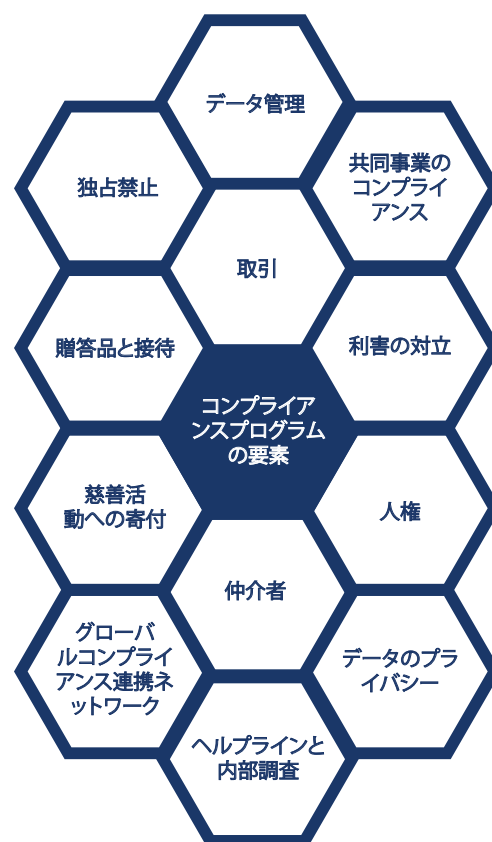 データ管理
独占禁止
共同事業の
コンプライ
アンス
取引
贈答品と接待
利害の対立
コンプライア
ンスプログラム
の要素
慈善活
動への寄付
人権
仲介者
グローバ
ルコンプライ
アンス連携ネ
ットワーク
データのプラ
イバシー
ヘルプラインと
内部調査